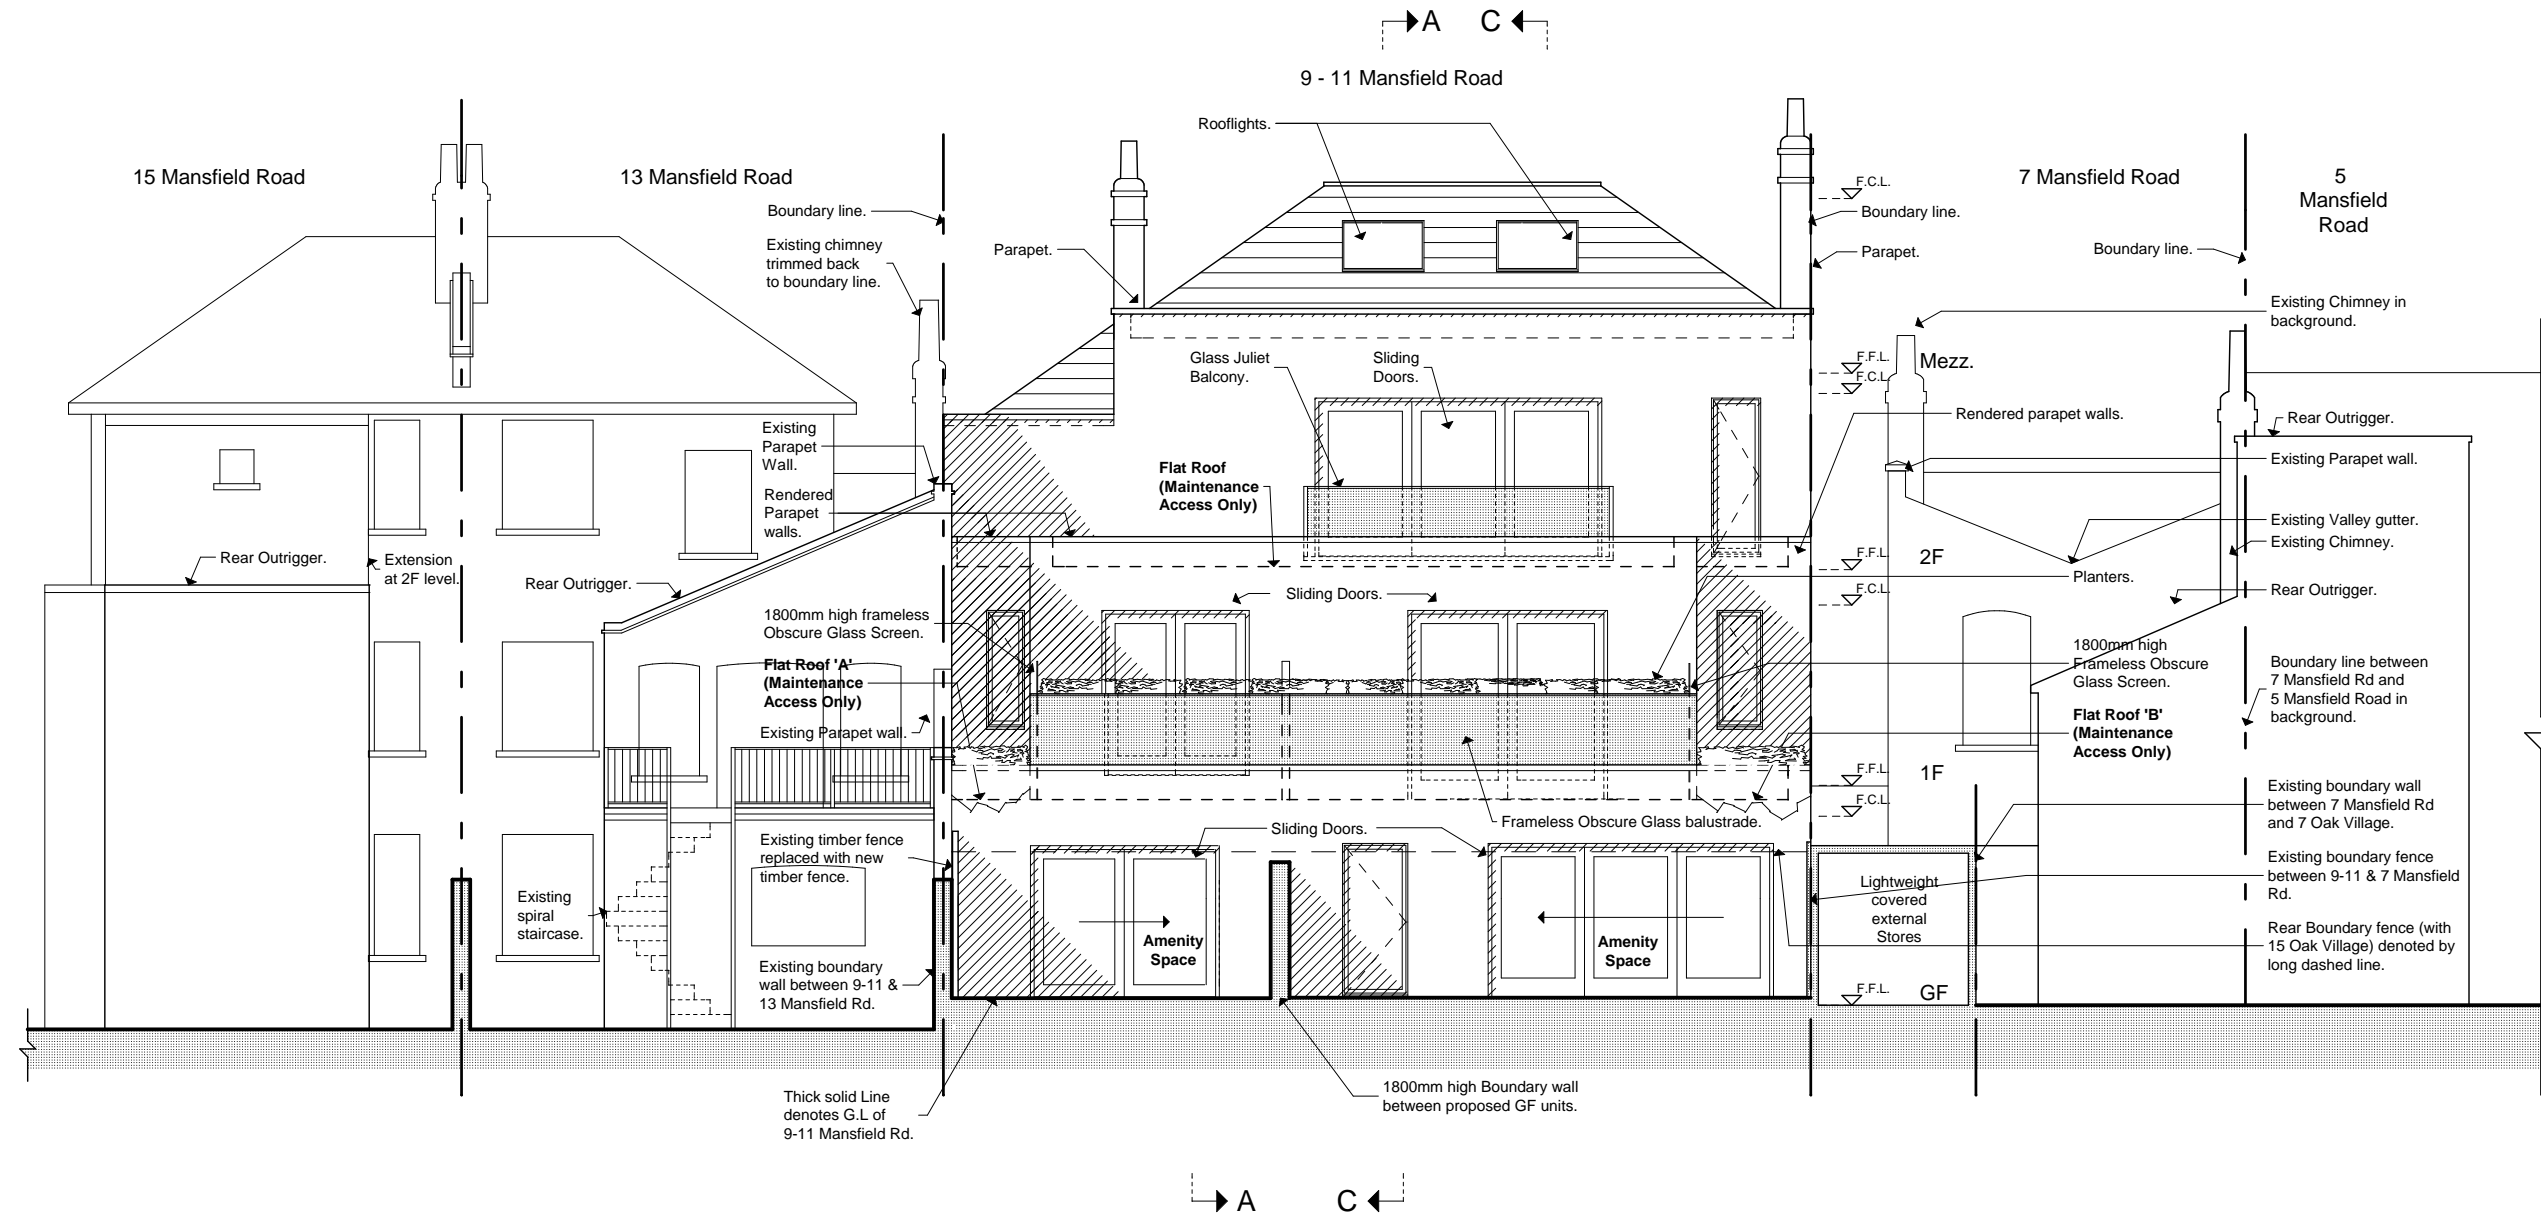 A
C
9 - 11 Mansfield Road
Rooflights.
15 Mansfield Road
13 Mansfield Road
7 Mansfield Road
5
Mansfield
Road
Boundary line.
Existing chimney
trimmed back
to boundary line.
Parapet.
F.C.L.
Boundary line.
Parapet.
Boundary line.
Existing Chimney in
background.
Glass Juliet
Balcony.
Sliding
Doors.
F.F.L.
Mezz.
F.C.L.
Rendered parapet walls.
Rear Outrigger.
Existing
Parapet
Wall.
Existing Parapet wall.
Flat Roof
(Maintenance
Access Only)
Rendered
Parapet
walls.
Existing Valley gutter.
Existing Chimney.
Rear Outrigger.
Extension
at 2F level.
Rear Outrigger.
F.F.L.
2F
Planters.
F.C.L.
Rear Outrigger.
Sliding Doors.
1800mm high frameless
Obscure Glass Screen.
1800mm high
Frameless Obscure
Glass Screen.
Flat Roof 'A'
(Maintenance
Access Only)
Existing Parapet wall.
Boundary line between
7 Mansfield Rd and
5 Mansfield Road in
background.
Flat Roof 'B'
(Maintenance
Access Only)
F.F.L.
1F
F.C.L.
Existing boundary wall
between 7 Mansfield Rd
and 7 Oak Village.
Frameless Obscure Glass balustrade.
Sliding Doors.
Existing timber fence
replaced with new
timber fence.
Existing boundary fence
between 9-11 & 7 Mansfield
Rd.
Existing
spiral
staircase.
Lightweight
covered
external
Stores
Amenity
Space
Amenity
Space
Rear Boundary fence (with
15 Oak Village) denoted by
long dashed line.
Existing boundary
wall between 9-11 &
13 Mansfield Rd.
F.F.L.
GF
Thick solid Line
denotes G.L of
9-11 Mansfield Rd.
1800mm high Boundary wall
between proposed GF units.
A
C